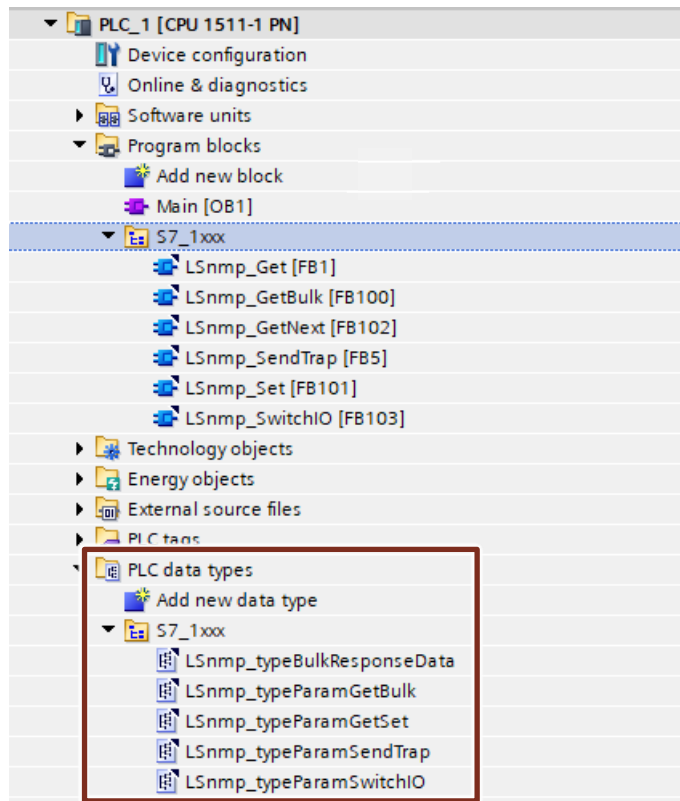 PLC_1 [CPU 1511-1 PN]
Device configuration
Online & diagnostics
Software units
Program blocks
Add new block
Main [OB1]
S7_1xxx
LSnmp_Get [FB1]
LSnmp_GetBulk [FB100]
LSnmp_GetNext [FB102]
LSnmp_SendTrap [FB5]
LSnmp_Set [FB101]
LSnmp_SwitchIO [FB103]
Technology objects
Energy objects
External source files
PLC tags
PLC data types
Add new data type
S7_1xxx
LSnmp_typeBulkResponseData
LSnmp_typeParamGetBulk
LSnmp_typeParamGetSet
LSnmp_typeParamSendTrap
LSnmp_typeParamSwitchIO